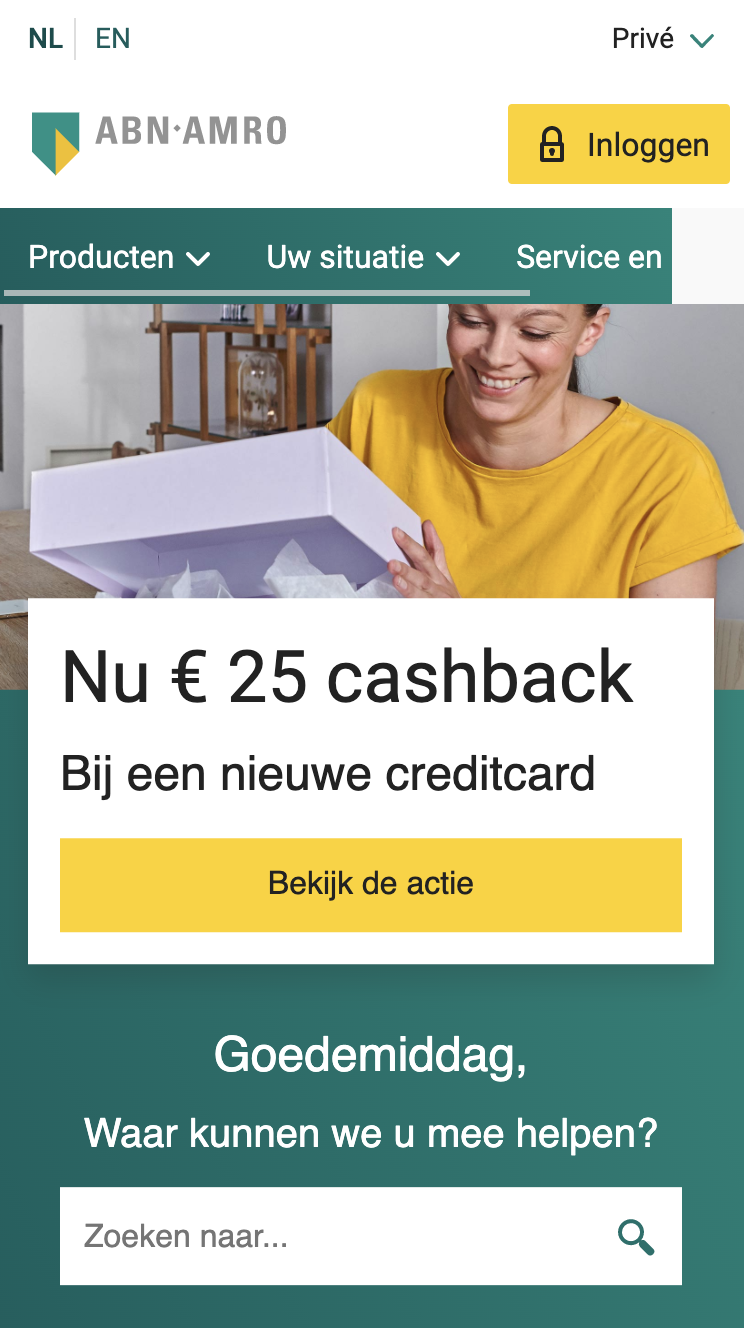 NL EN Privé
ABN·AMRO Inloggen
Producten Uw situatie Service en
Nu € 25 cashback
Bij een nieuwe creditcard
Bekijk de actie
Goedemiddag,
Waar kunnen we u mee helpen?
Zoeken naar...